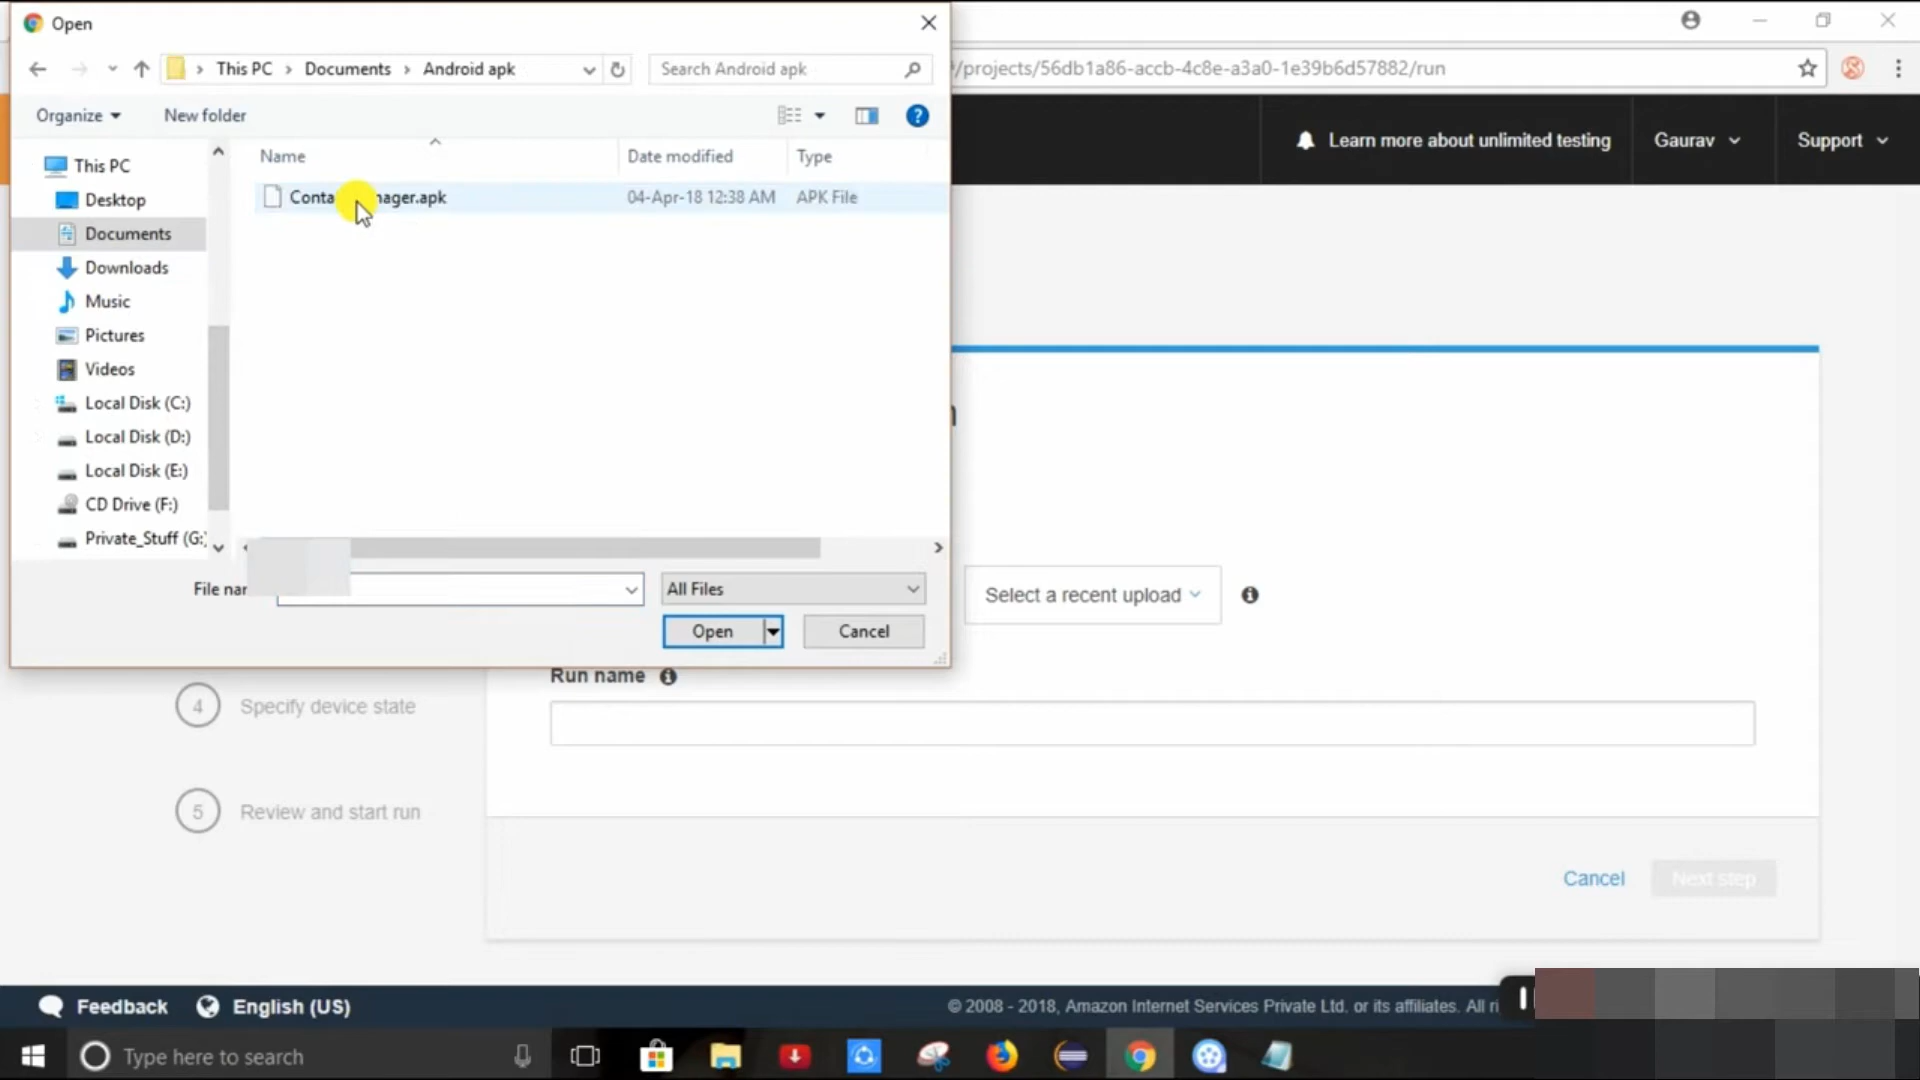 Open
This PC > Documents > Android apk
Search Android apk
/projects/56db1a86-accb-4c8e-a3a0-1e39b6d57882/run
Organize
New folder
Learn more about unlimited testing
Gaurav
Support
Name
Date modified
Type
04-Apr-18 12:38 AM
APK File
This PC
Desktop
Documents
Downloads
Music
Pictures
Videos
Local Disk (C:)
Local Disk (D:)
Local Disk (E:)
CD Drive (F:)
Private_Stuff (G:)
File
All Files
Open
Cancel
Select a recent upload
Run name
4 Specify device state
5 Review and start run
Cancel
Next step
Feedback
English (US)
© 2008 - 2018, Amazon Internet Services Private Ltd. or its affiliates. All
Type here to search